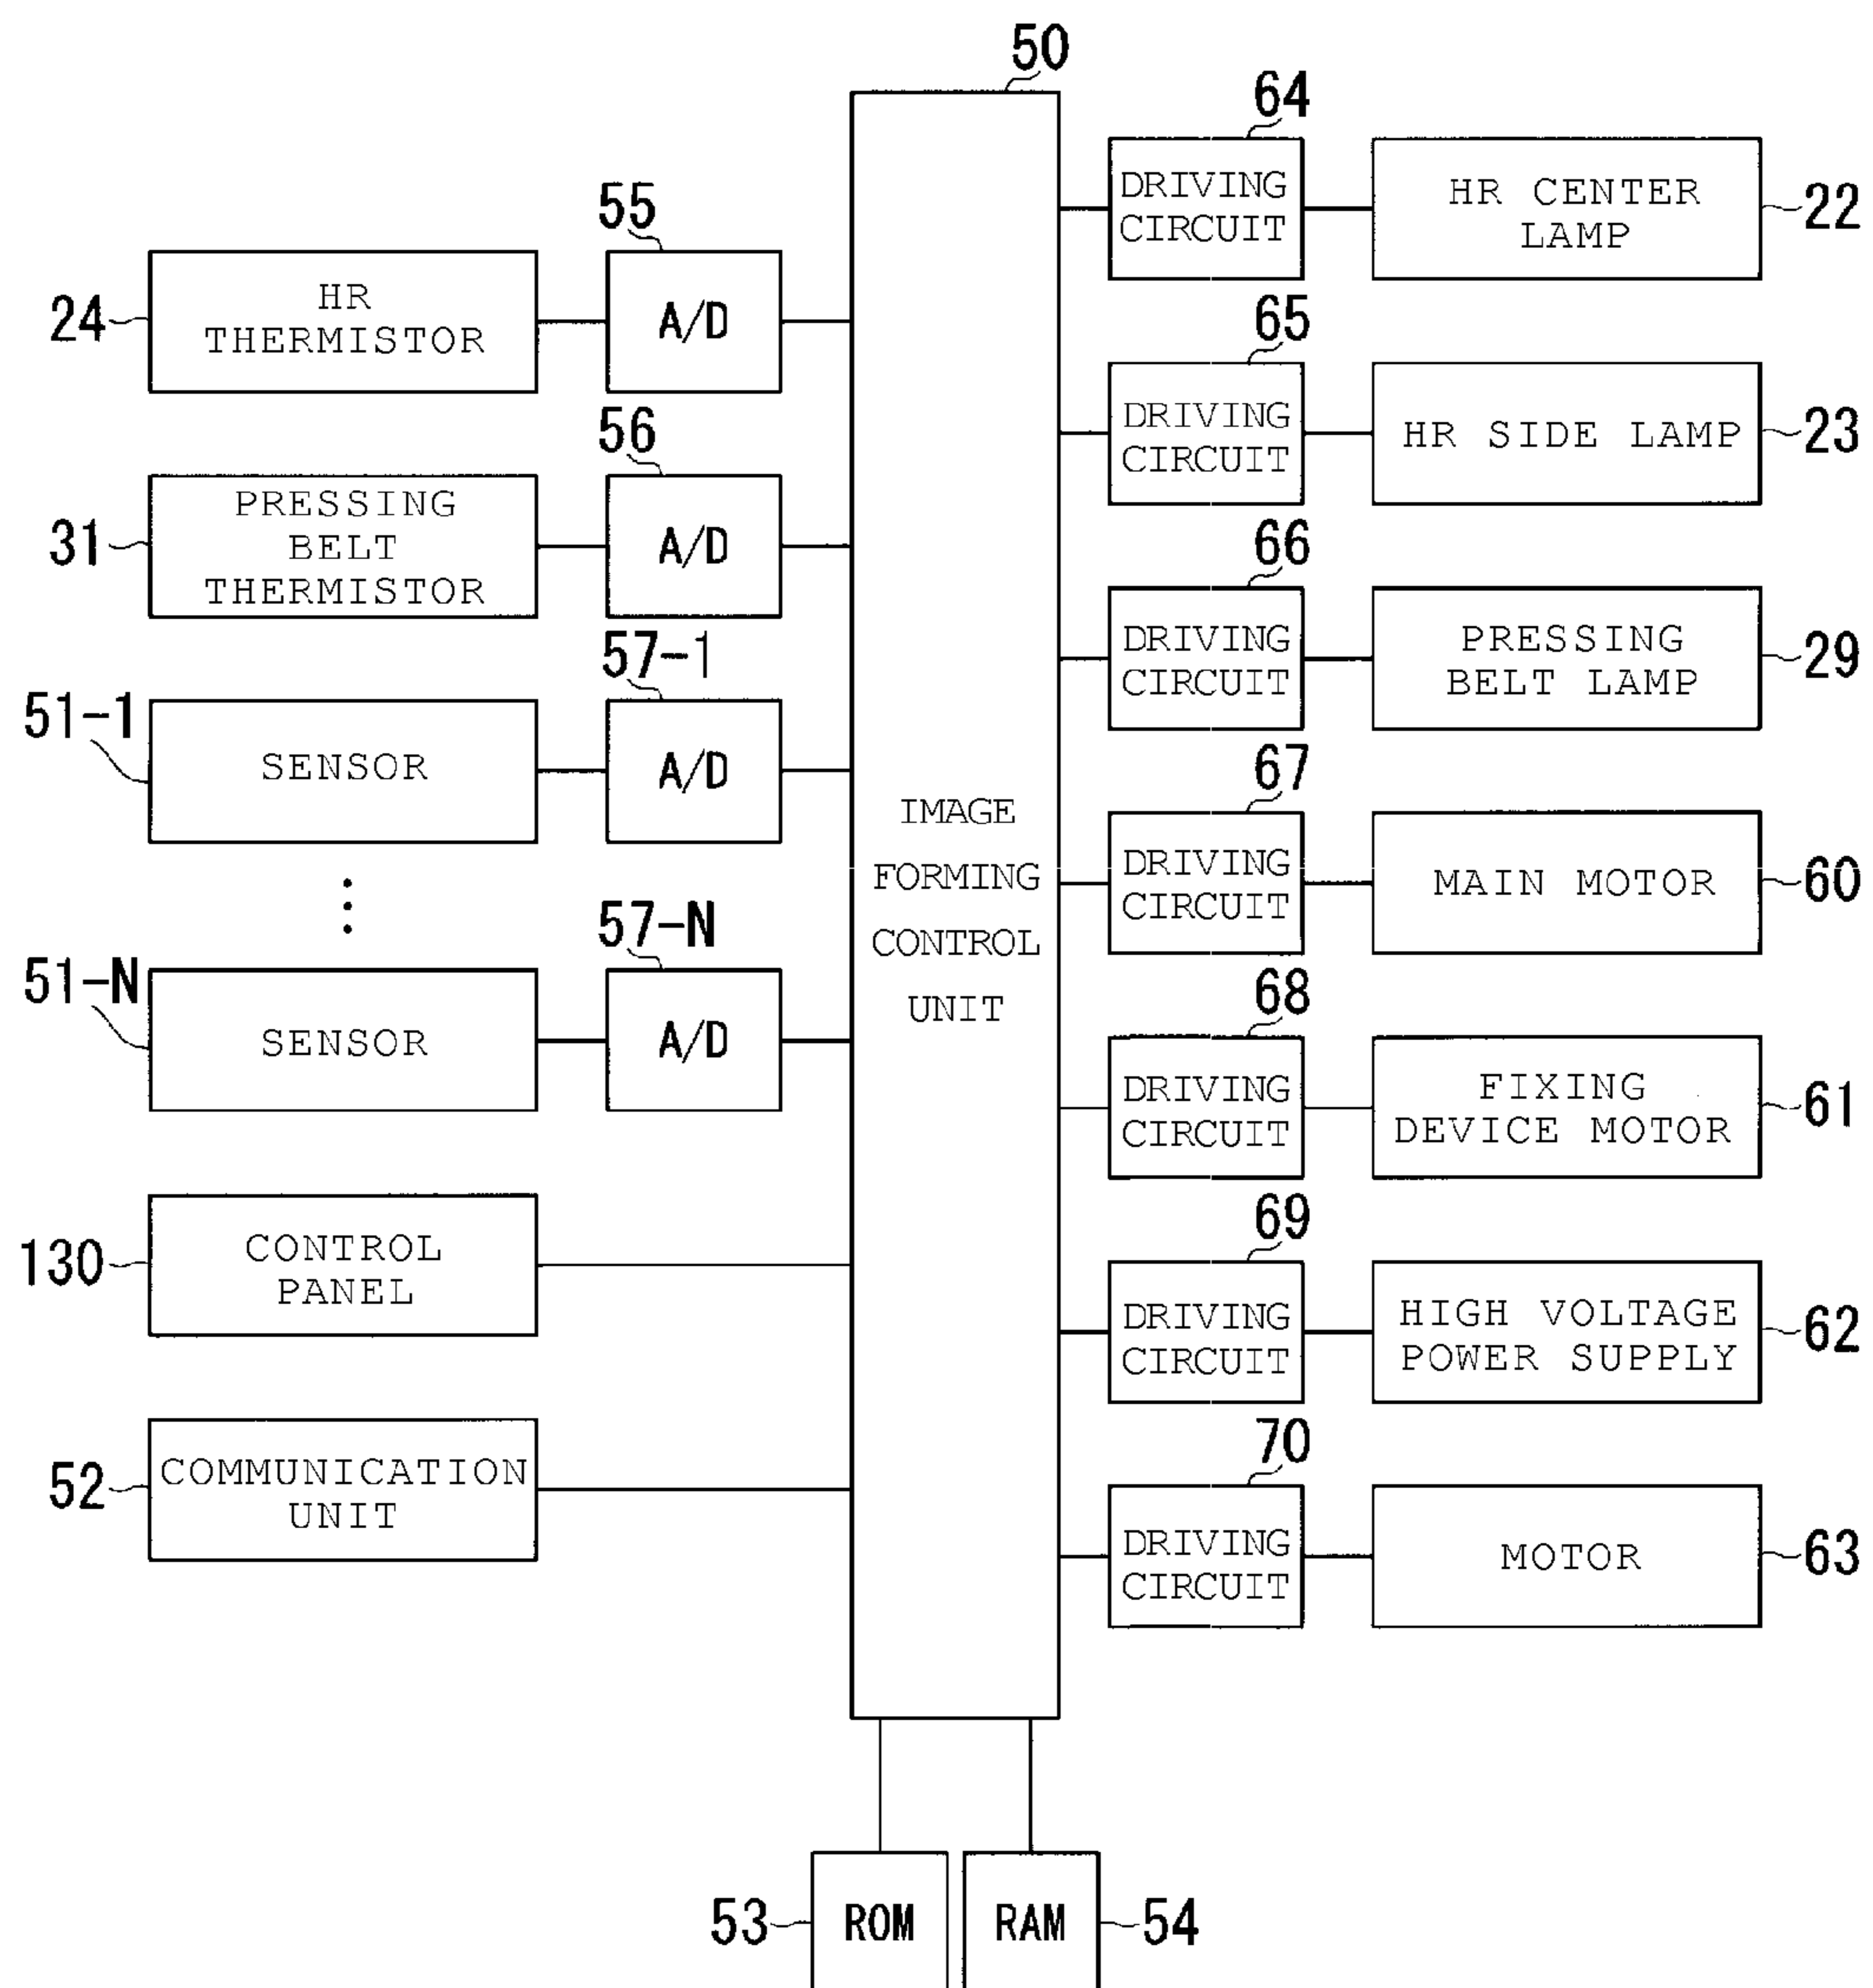 50
64
DRIVING
CIRCUIT
HR CENTER
LAMP
22
55
24
HR
THERMISTOR
A/D
65
DRIVING
CIRCUIT
HR SIDE LAMP
23
56
31
PRESSING
BELT
THERMISTOR
A/D
66
DRIVING
CIRCUIT
PRESSING
BELT LAMP
29
57-1
51-1
SENSOR
A/D
67
DRIVING
CIRCUIT
MAIN MOTOR
60
IMAGE
FORMING
CONTROL
UNIT
57-N
51-N
SENSOR
A/D
68
DRIVING
CIRCUIT
FIXING
DEVICE MOTOR
61
130
CONTROL
PANEL
69
DRIVING
CIRCUIT
HIGH VOLTAGE
POWER SUPPLY
62
52
COMMUNICATION
UNIT
70
DRIVING
CIRCUIT
MOTOR
63
53
ROM
RAM
54